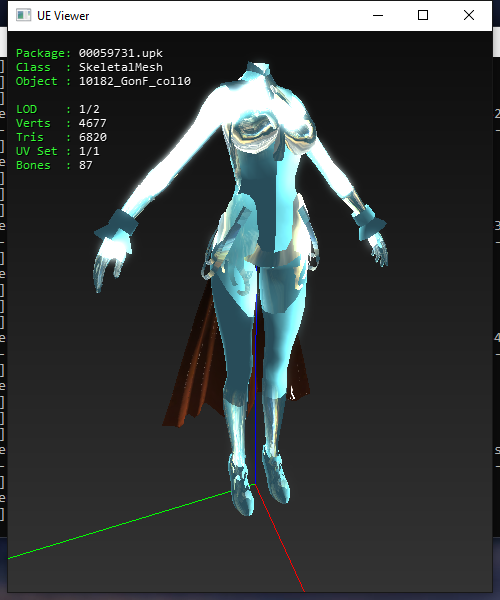 UE Viewer
Package: 00059731.upk
Class  : SkeletalMesh
Object : 10182_GonF_col10
LOD    : 1/2
Verts  : 4677
Tris   : 6820
UV Set : 1/1
Bones  : 87